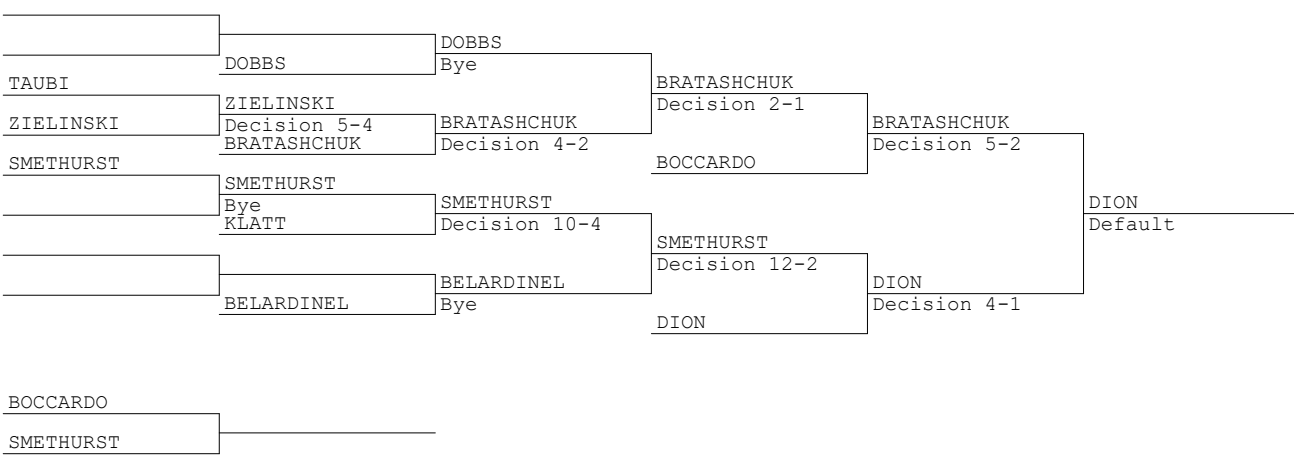 DOBBS
DOBBS
Bye
TAUBI
BRATASHCHUK
ZIELINSKI
Decision 2-1
ZIELINSKI
Decision 5-4
BRATASHCHUK
BRATASHCHUK
BRATASHCHUK
Decision 4-2
Decision 5-2
SMETHURST
BOCCARDO
SMETHURST
Bye
SMETHURST
DION
KLATT
Decision 10-4
Default
SMETHURST
Decision 12-2
BELARDINEL
DION
BELARDINEL
Bye
Decision 4-1
DION
BOCCARDO
SMETHURST